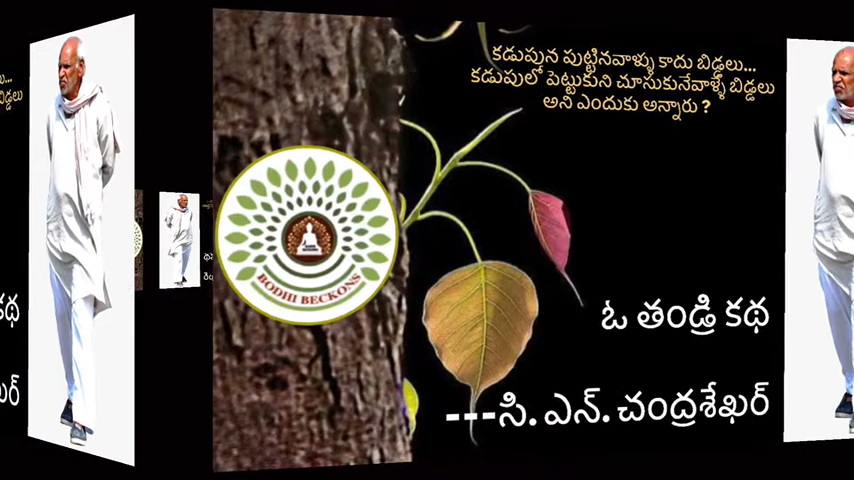 కడుపున పుట్టినవాళ్ళు కాదు బిడ్డలు...
కడుపులో పెట్టుకుని చూసుకునేవాళ్ళే బిడ్డలు
అని ఎందుకు అన్నారు ?
BODHI BECKONS
ఓ తండ్రి కథ
---సి. ఎన్. చంద్రశేఖర్